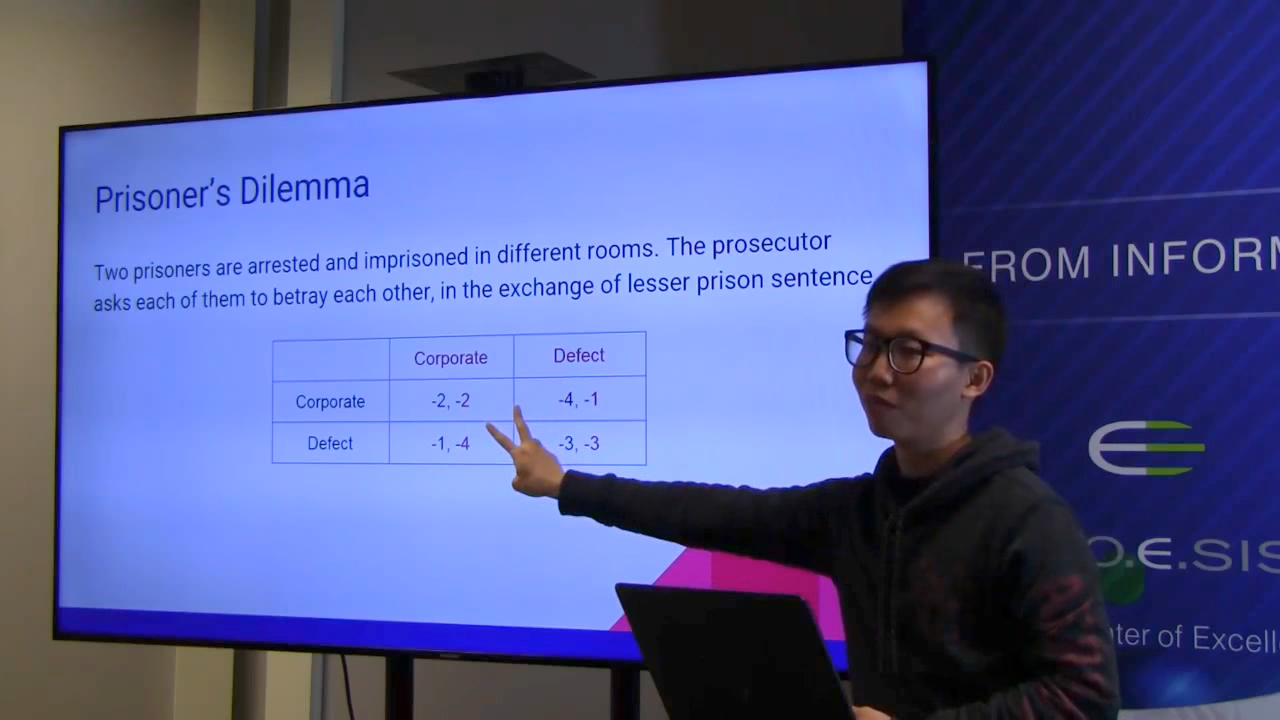 Prisoner's Dilemma
Two prisoners are arrested and imprisoned in different rooms. The prosecutor
asks each of them to betray each other, in the exchange of lesser prison sentence
Corporate Defect
Corporate -2, -2 -4, -1
Defect -1, -4 -3, -3
FROM INFORM
O.E.SIS
nter of Excelle